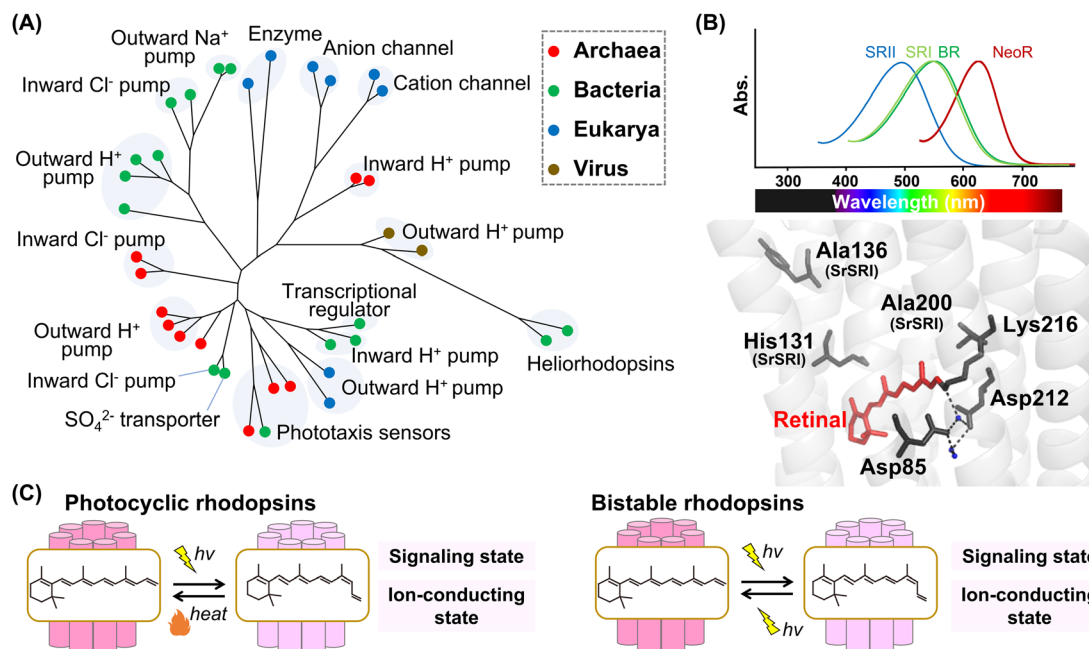 (A)
Outward Na⁺
pump
Enzyme
Anion channel
Inward Cl⁻ pump
Cation channel
Outward H⁺
pump
Inward H⁺ pump
Outward H⁺ pump
Inward Cl⁻ pump
Transcriptional
regulator
Outward H⁺
pump
Inward H⁺ pump
Heliorhodopsins
Inward Cl⁻ pump
Outward H⁺ pump
SO₄²⁻ transporter
Phototaxis sensors
Archaea
Bacteria
Eukarya
Virus
(B)
Abs.
SRII
SRI
BR
NeoR
300
400
500
600
700
Wavelength (nm)
Ala136
(SrSRI)
Ala200
(SrSRI)
Lys216
His131
(SrSRI)
Asp212
Retinal
Asp85
(C)
Photocyclic rhodopsins
hv
heat
Signaling state
Ion-conducting
state
Bistable rhodopsins
hv
hv
Signaling state
Ion-conducting
state